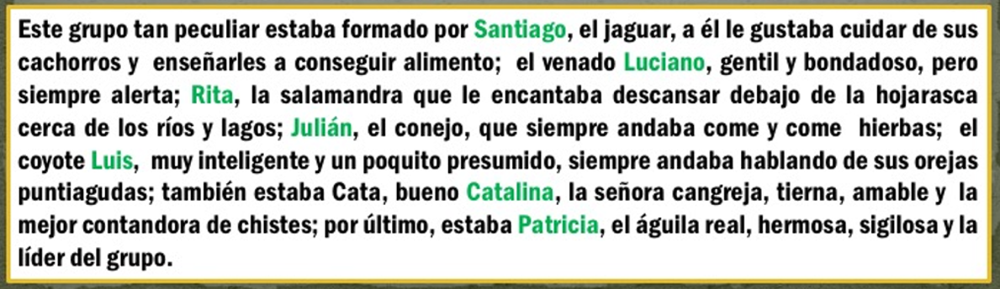 Este grupo tan peculiar estaba formado por Santiago, el jaguar, a él le gustaba cuidar de sus
cachorros y enseñarles a conseguir alimento; el venado Luciano, gentil y bondadoso, pero
siempre alerta; Rita, la salamandra que le encantaba descansar debajo de la hojarasca
cerca de los ríos y lagos; Julián, el conejo, que siempre andaba come y come hierbas; el
coyote Luis, muy inteligente y un poquito presumido, siempre andaba hablando de sus orejas
puntiagudas; también estaba Cata, bueno Catalina, la señora cangreja, tierna, amable y la
mejor contandora de chistes; por último, estaba Patricia, el águila real, hermosa, sigilosa y la
líder del grupo.